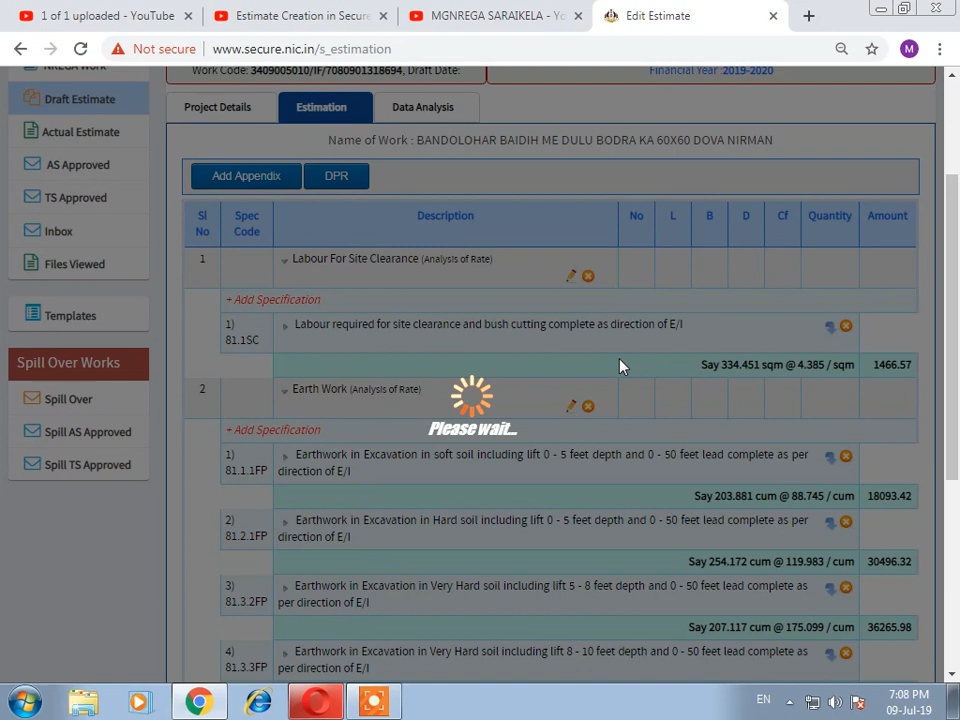 1 of 1 uploaded - YouTube
Estimate Creation in Secure
MGNREGA SARAIKELA - Yo
Edit Estimate
Not secure
www.secure.nic.in/s_estimation
M
NREGA Work
Draft Estimate
Actual Estimate
AS Approved
TS Approved
Inbox
Files Viewed
Templates
Spill Over Works
Spill Over
Spill AS Approved
Spill TS Approved
Work Code: 3409005010/IF/7080901318694, Draft Date:
Financial Year :2019-2020
Project Details
Estimation
Data Analysis
Name of Work : BANDOLOHAR BAIDIH ME DULU BODRA KA 60X60 DOVA NIRMAN
Add Appendix
DPR
Sl No
Spec Code
Description
No
L
B
D
Cf
Quantity
Amount
1
Labour For Site Clearance (Analysis of Rate)
+ Add Specification
1)
81.1SC
Labour required for site clearance and bush cutting complete as direction of E/I
Say 334.451 sqm @ 4.385 / sqm
1466.57
2
Earth Work (Analysis of Rate)
Please wait...
+ Add Specification
1)
81.1.1FP
Earthwork in Excavation in soft soil including lift 0 - 5 feet depth and 0 - 50 feet lead complete as per
direction of E/I
Say 203.881 cum @ 88.745 / cum
18093.42
2)
81.2.1FP
Earthwork in Excavation in Hard soil including lift 0 - 5 feet depth and 0 - 50 feet lead complete as per
direction of E/I
Say 254.172 cum @ 119.983 / cum
30496.32
3)
81.3.2FP
Earthwork in Excavation in Very Hard soil including lift 5 - 8 feet depth and 0 - 50 feet lead complete
as per direction of E/I
Say 207.117 cum @ 175.099 / cum
36265.98
4)
81.3.3FP
Earthwork in Excavation in Very Hard soil including lift 8 - 10 feet depth and 0 - 50 feet lead complete
as per direction of E/I
EN
7:08 PM
09-Jul-19